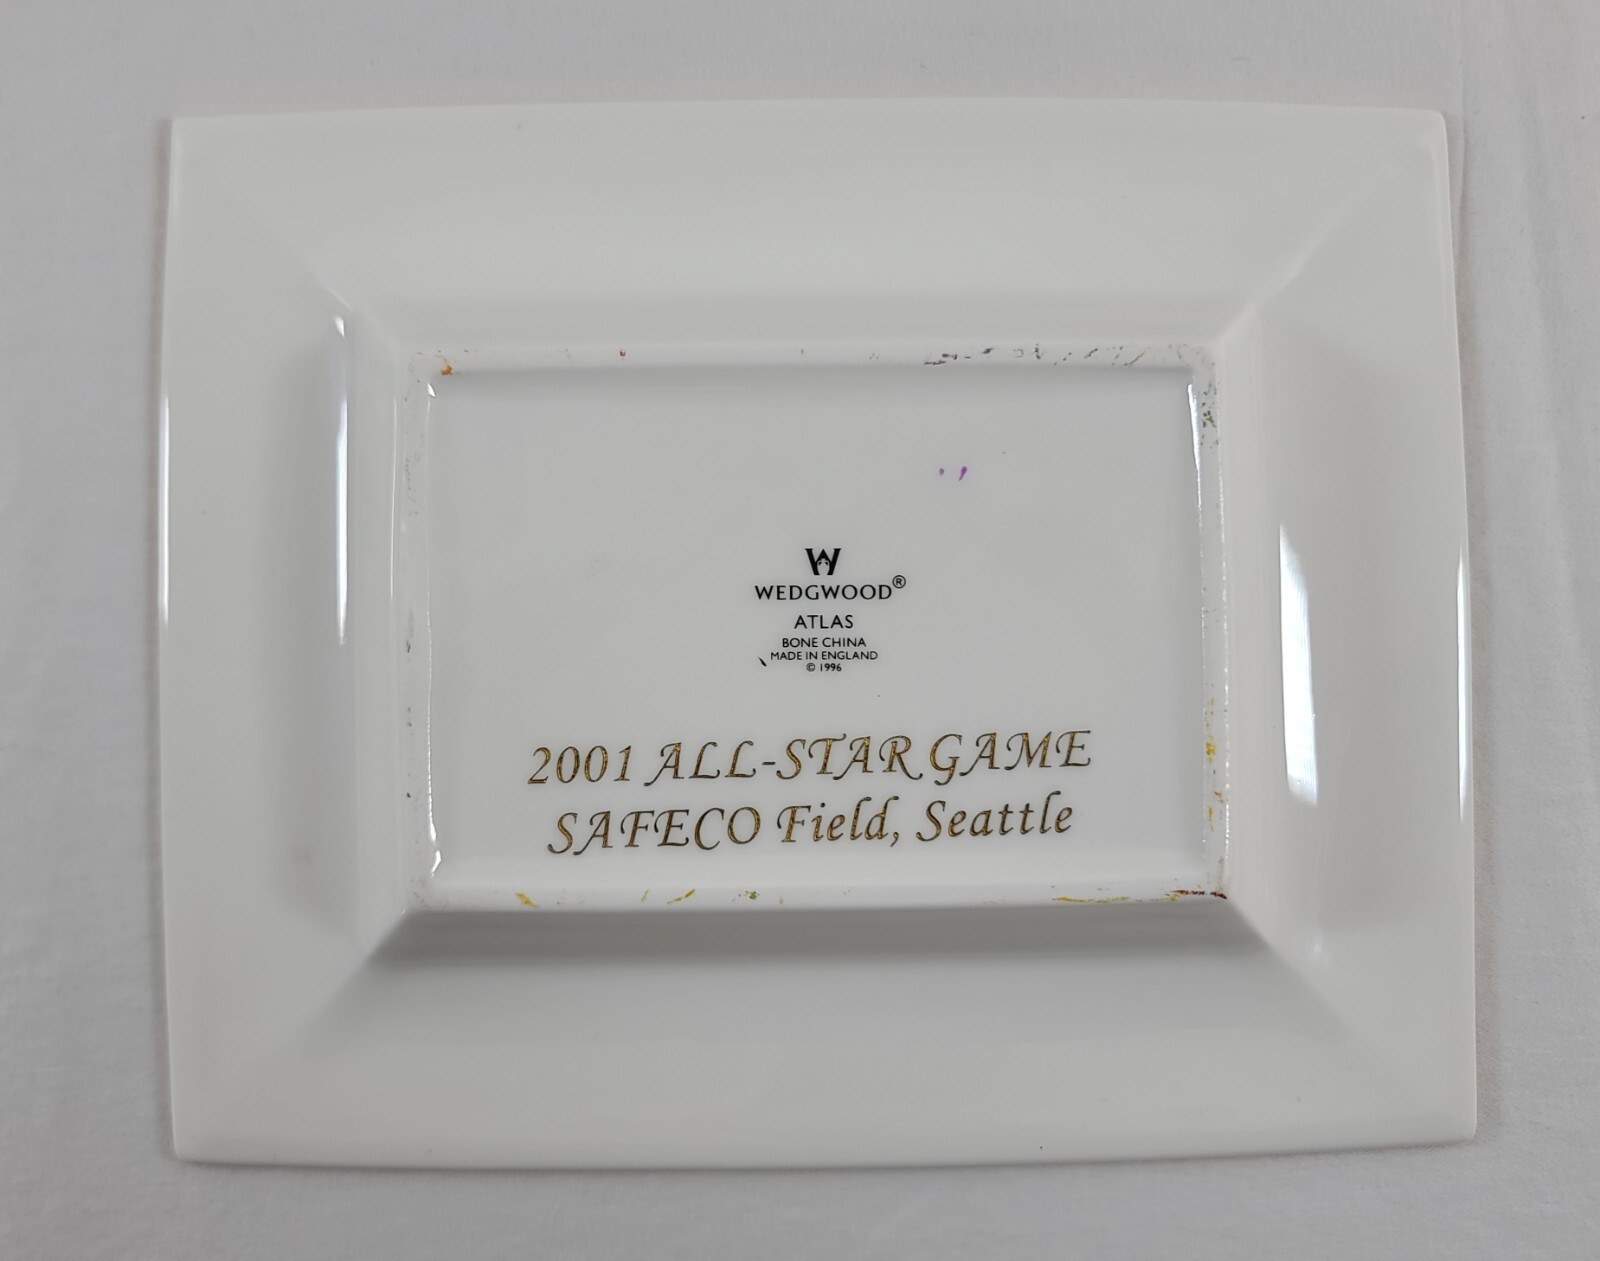 W
WEDGWOOD®
ATLAS
BONE CHINA
MADE IN ENGLAND
© 1996
2001 ALL-STAR GAME
SAFECO Field, Seattle